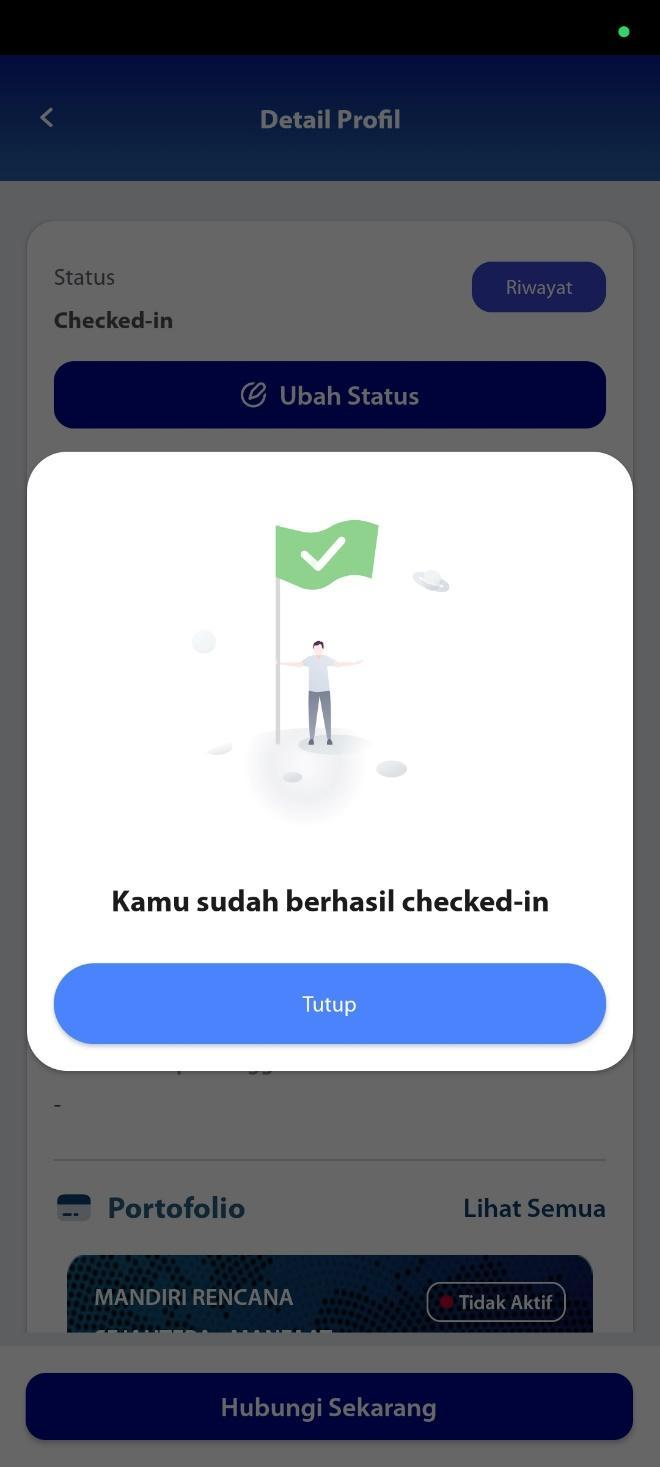 Detail Profil
Status
Riwayat
Checked-in
Ubah Status
Kamu sudah berhasil checked-in
Tutup
-
Portofolio
Lihat Semua
MANDIRI RENCANA
Tidak Aktif
Hubungi Sekarang